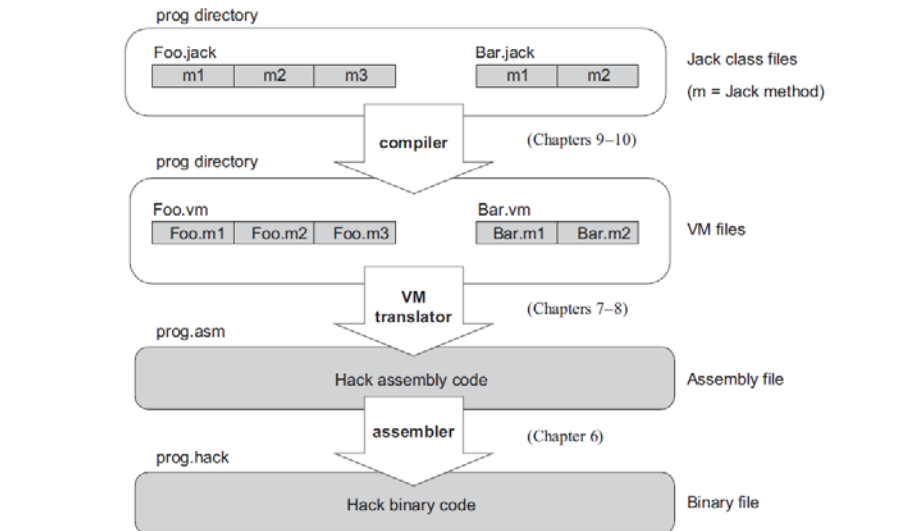 prog directory
Foo.jack
Bar.jack
m1 m2 m3
m1 m2
Jack class files
(m = Jack method)
compiler
(Chapters 9–10)
prog directory
Foo.vm
Bar.vm
Foo.m1 Foo.m2 Foo.m3
Bar.m1 Bar.m2
VM files
VM
translator
(Chapters 7–8)
prog.asm
Hack assembly code
Assembly file
assembler
(Chapter 6)
prog.hack
Hack binary code
Binary file